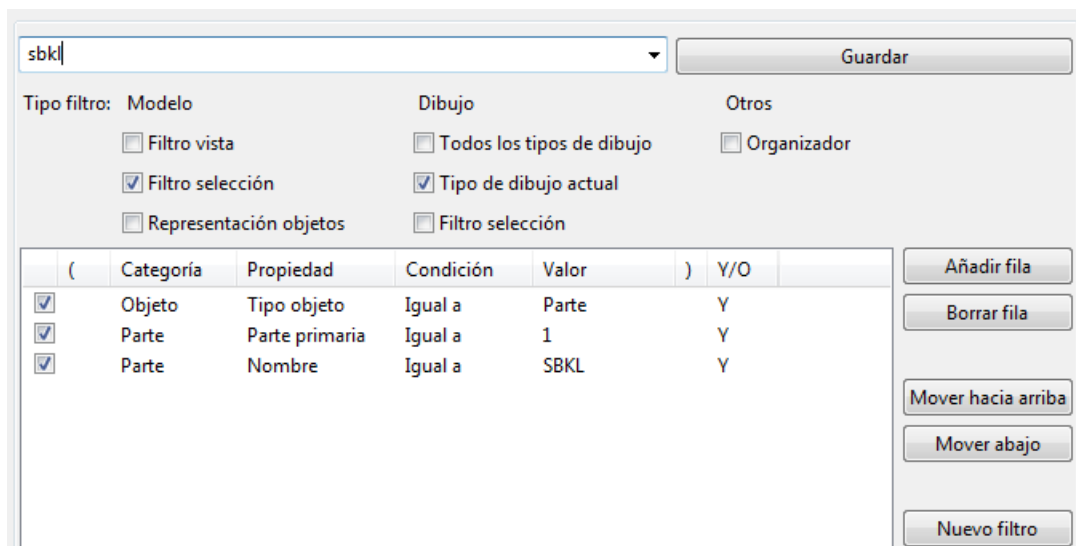 sbkl Guardar
Tipo filtro: Modelo Dibujo Otros
Filtro vista Todos los tipos de dibujo Organizador
Filtro selección Tipo de dibujo actual
Representación objetos Filtro selección
( Categoría Propiedad Condición Valor ) Y/O Añadir fila
Objeto Tipo objeto Igual a Parte Y Borrar fila
Parte Parte primaria Igual a 1 Y
Parte Nombre Igual a SBKL Y
Mover hacia arriba
Mover abajo
Nuevo filtro